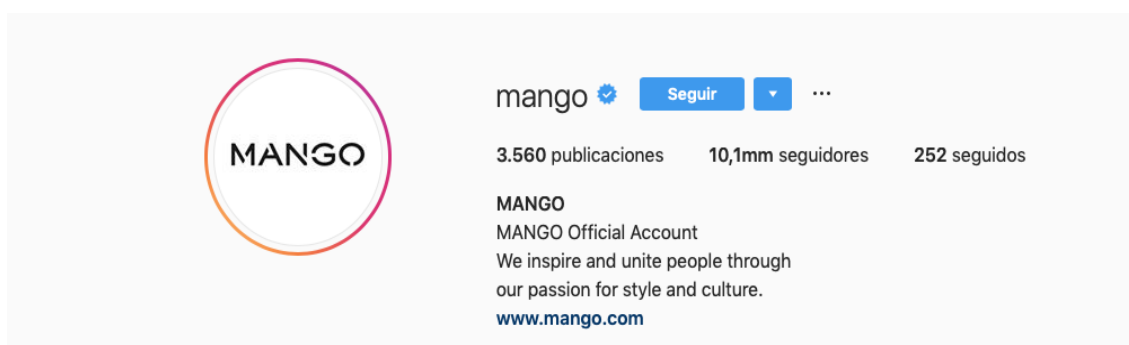 MANGO
mango Seguir ...
3.560 publicaciones 10,1mm seguidores 252 seguidos
MANGO
MANGO Official Account
We inspire and unite people through
our passion for style and culture.
www.mango.com